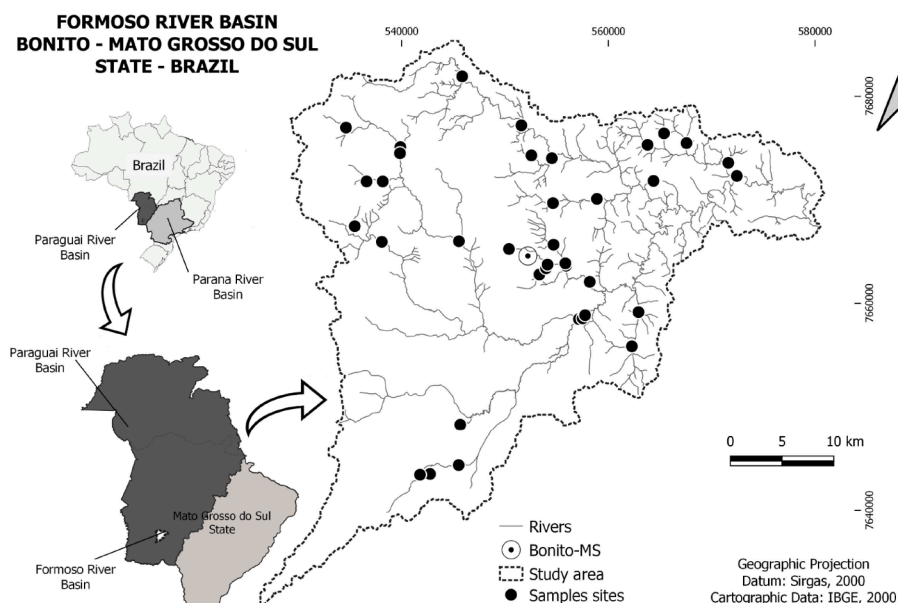 FORMOSO RIVER BASIN
BONITO - MATO GROSSO DO SUL
STATE - BRAZIL
540000
560000
580000
7680000
7660000
7640000
Brazil
Paraguai River
Basin
Parana River
Basin
Paraguai River
Basin
Mato Grosso do Sul
State
Formoso River
Basin
0 5 10 km
Rivers
Bonito-MS
Study area
Samples sites
Geographic Projection
Datum: Sirgas, 2000
Cartographic Data: IBGE, 2000